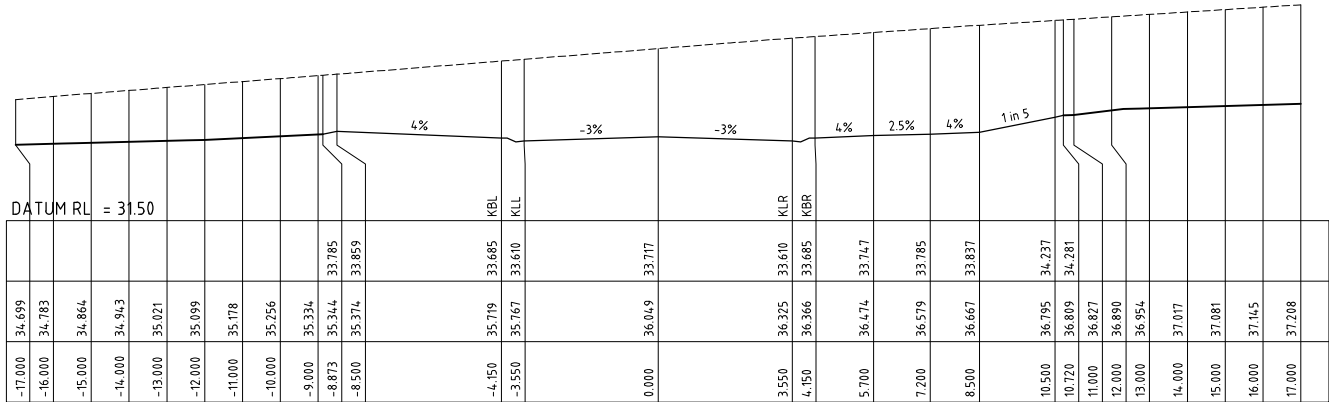 4% -3% -3% 4% 2.5% 4% 1 in 5
DATUM RL = 31.50
KBL KLL KLR KBR
33.785 33.859 33.685 33.610 33.717 33.610 33.685 33.747 33.785 33.837 34.237 34.281
34.699 34.783 34.864 34.943 35.021 35.099 35.178 35.256 35.334 35.344 35.374 35.719 35.767 36.049 36.325 36.366 36.474 36.579 36.667 36.795 36.809 36.827 36.890 36.954 37.017 37.081 37.145 37.208
-17.000 -16.000 -15.000 -14.000 -13.000 -12.000 -11.000 -10.000 -9.000 -8.873 -8.500 -4.150 -3.550 0.000 3.550 4.150 5.700 7.200 8.500 10.500 10.720 11.000 12.000 13.000 14.000 15.000 16.000 17.000